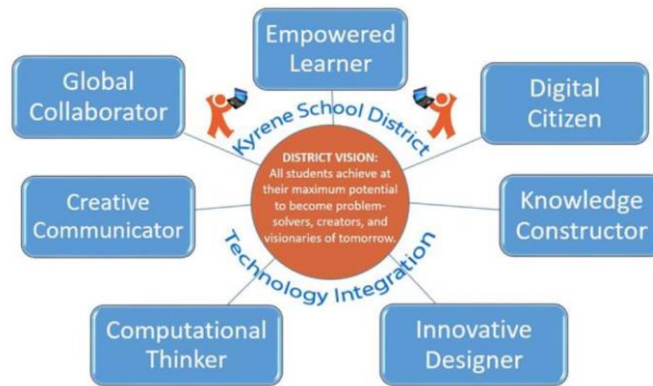 Empowered
Learner
Global
Collaborator
Digital
Citizen
Kyrene School District
DISTRICT VISION:
All students achieve at
their maximum potential
to become problem-
solvers, creators, and
visionaries of tomorrow.
Creative
Communicator
Knowledge
Constructor
Technology Integration
Computational
Thinker
Innovative
Designer